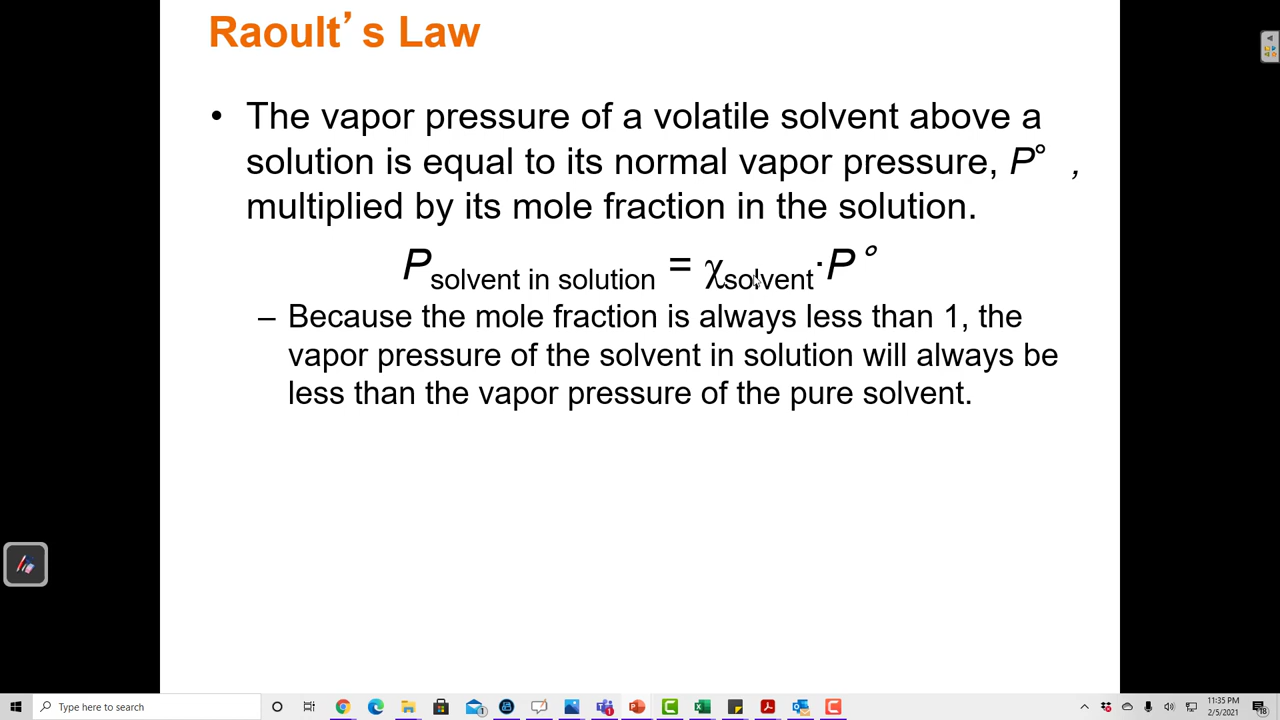 Raoult’s Law
• The vapor pressure of a volatile solvent above a
solution is equal to its normal vapor pressure, P° ,
multiplied by its mole fraction in the solution.
P solvent in solution = χsolvent·P°
– Because the mole fraction is always less than 1, the
vapor pressure of the solvent in solution will always be
less than the vapor pressure of the pure solvent.
Type here to search
11:35 PM
2/5/2021